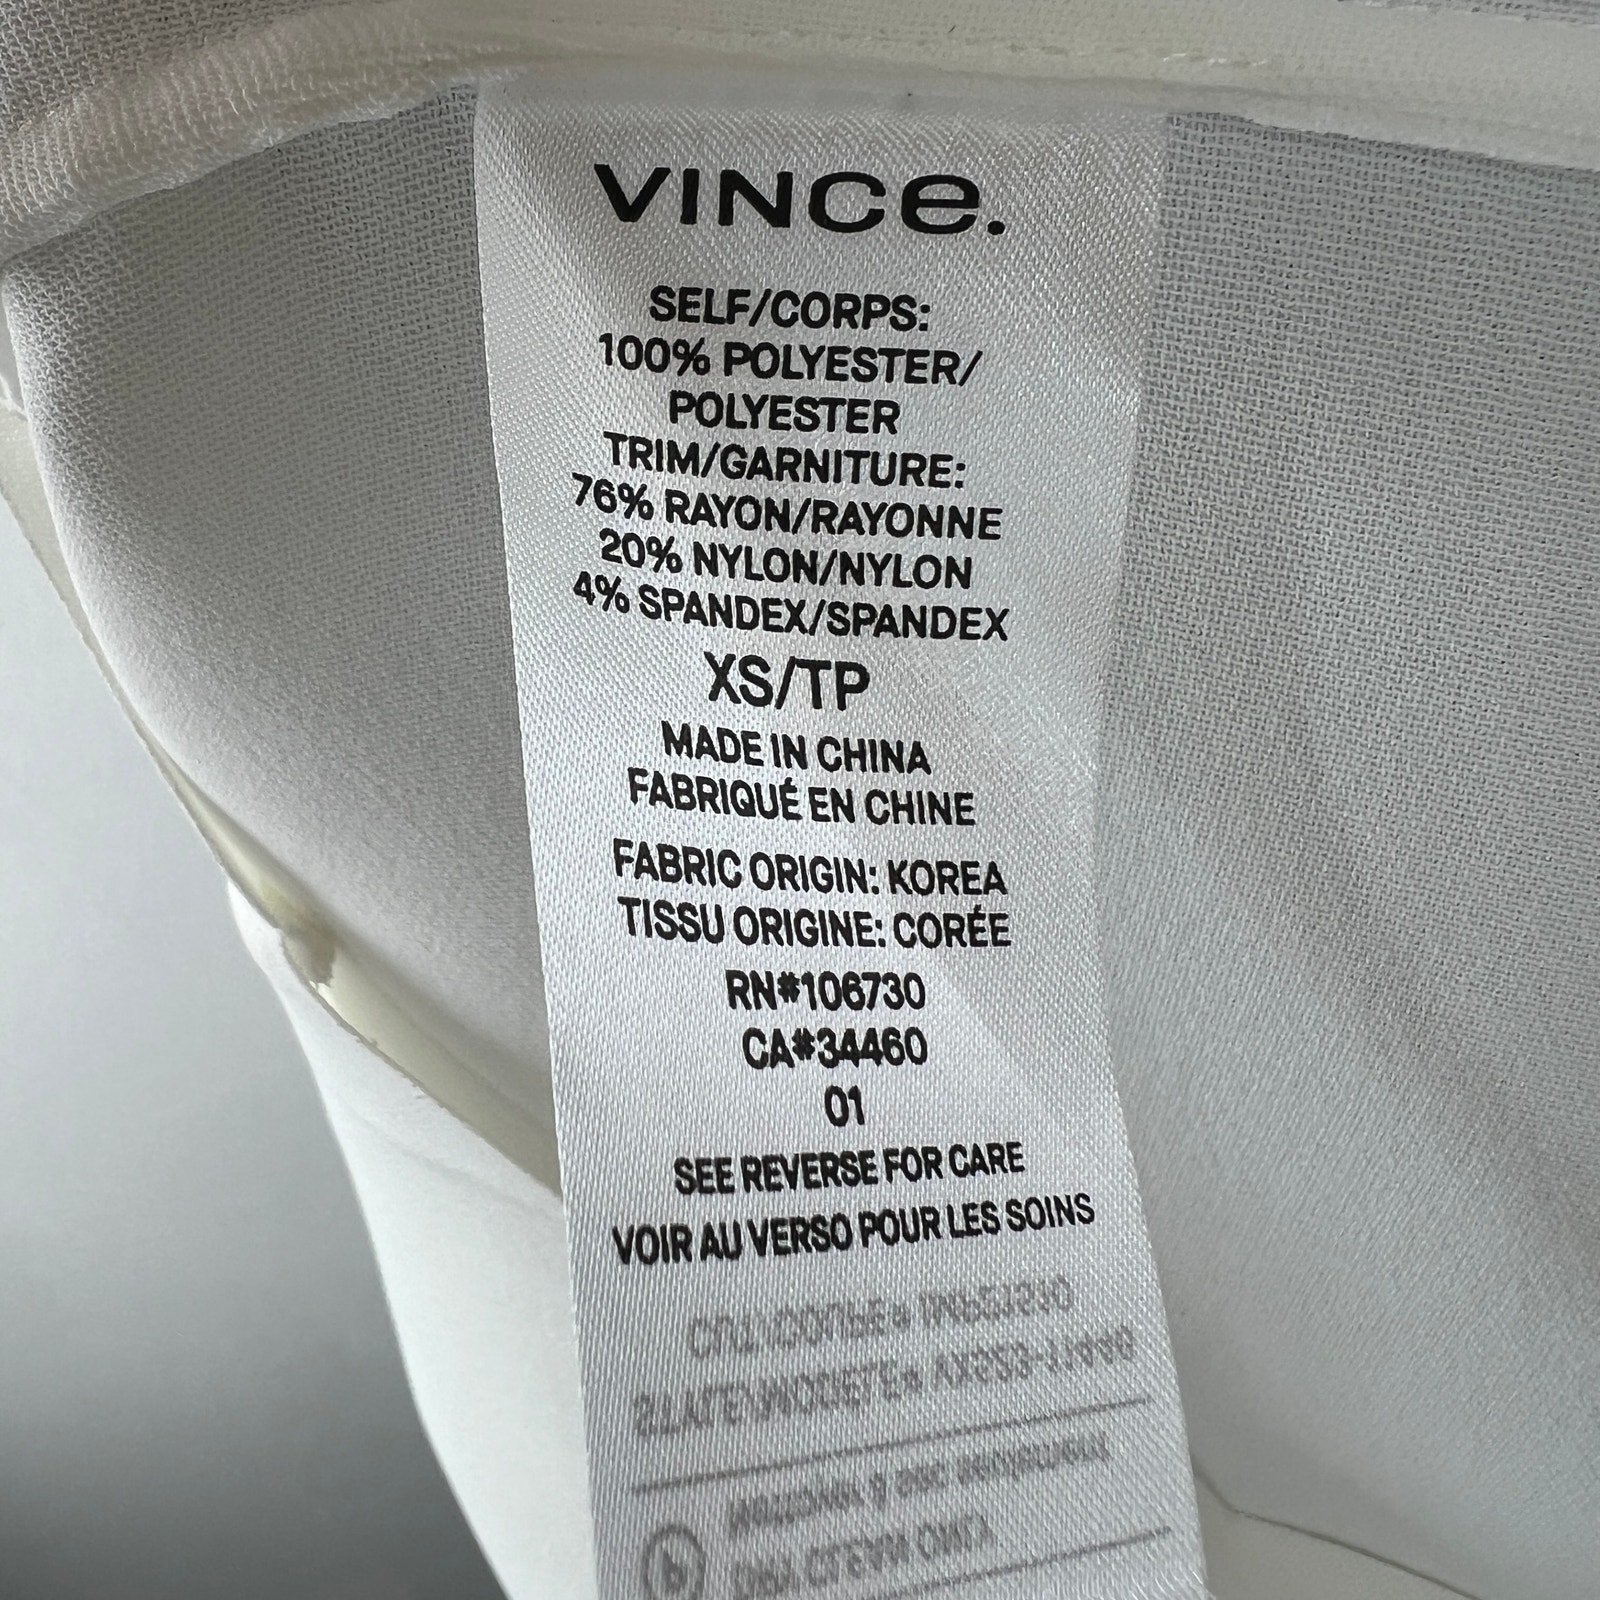 VINCe.
SELF/CORPS:
100% POLYESTER/
POLYESTER
TRIM/GARNITURE:
76% RAYON/RAYONNE
20% NYLON/NYLON
4% SPANDEX/SPANDEX
XS/TP
MADE IN CHINA
FABRIQUÉ EN CHINE
FABRIC ORIGIN: KOREA
TISSU ORIGINE: CORÉE
RN#106730
CA#34460
01
SEE REVERSE FOR CARE
VOIR AU VERSO POUR LES SOINS